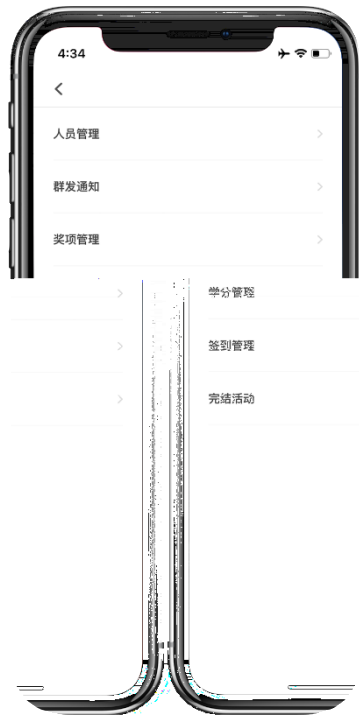 4:34
人员管理
群发通知
奖项管理
学分管理
签到管理
完结活动